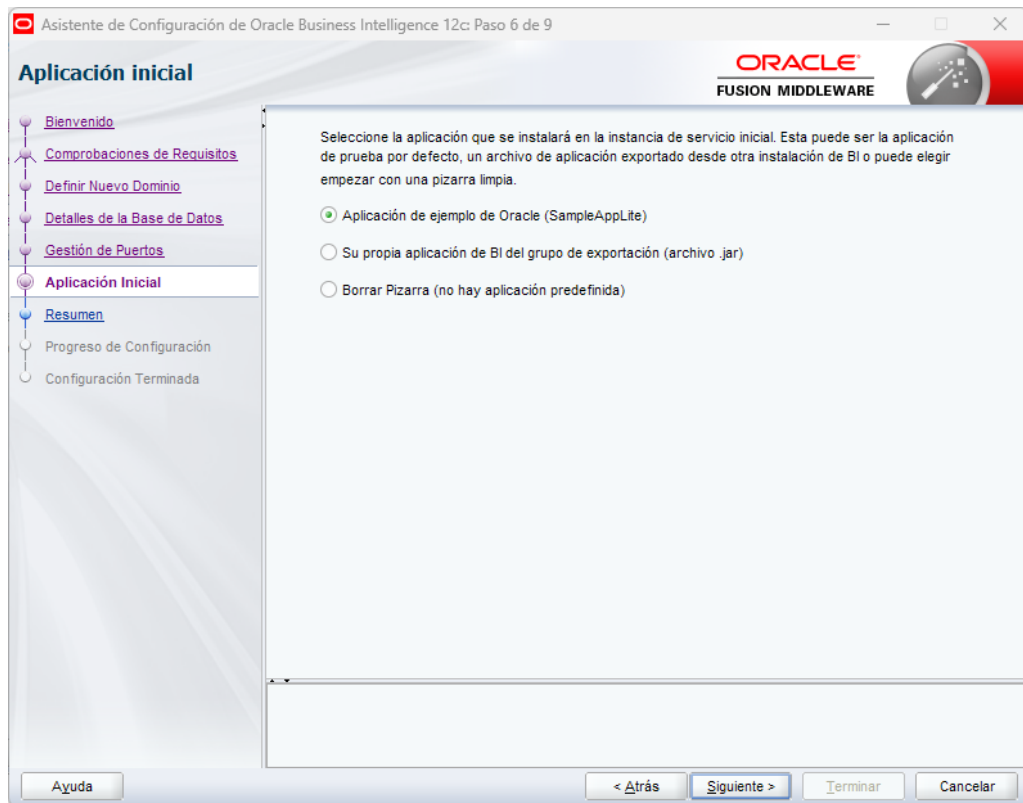 Asistente de Configuración de Oracle Business Intelligence 12c: Paso 6 de 9
Aplicación inicial
ORACLE
FUSION MIDDLEWARE
Bienvenido
Comprobaciones de Requisitos
Definir Nuevo Dominio
Detalles de la Base de Datos
Gestión de Puertos
Aplicación Inicial
Resumen
Progreso de Configuración
Configuración Terminada
Seleccione la aplicación que se instalará en la instancia de servicio inicial. Esta puede ser la aplicación
de prueba por defecto, un archivo de aplicación exportado desde otra instalación de BI o puede elegir
empezar con una pizarra limpia.
Aplicación de ejemplo de Oracle (SampleAppLite)
Su propia aplicación de BI del grupo de exportación (archivo .jar)
Borrar Pizarra (no hay aplicación predefinida)
Ayuda
< Atrás
Siguiente >
Terminar
Cancelar